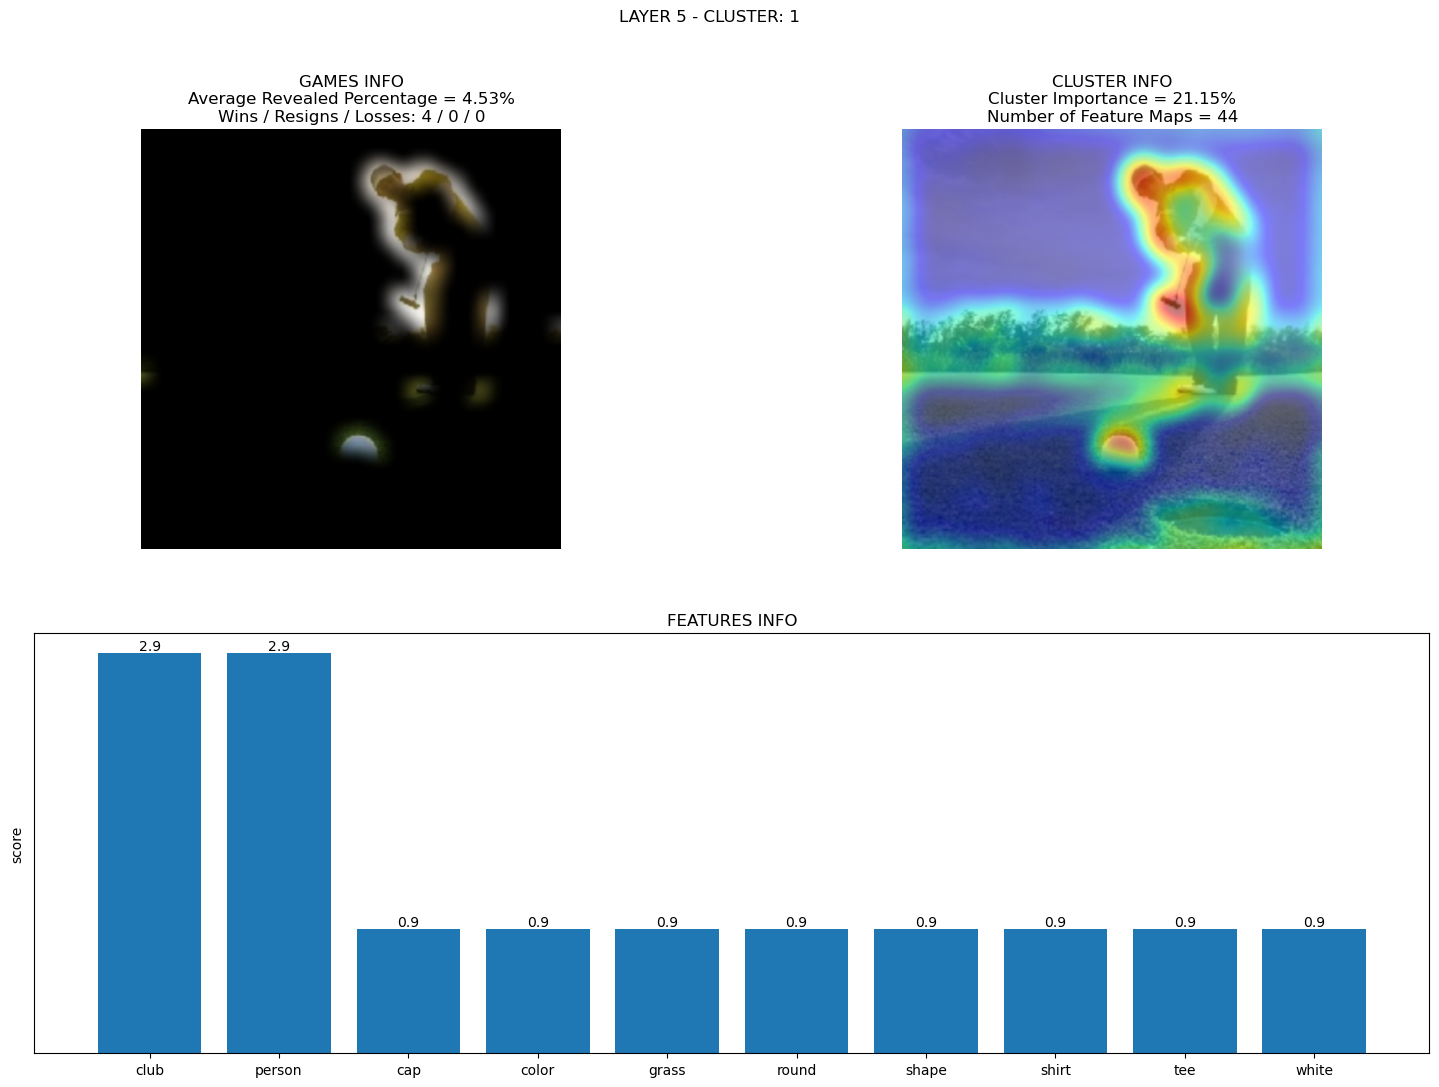 LAYER 5 - CLUSTER: 1
GAMES INFO
Average Revealed Percentage = 4.53%
Wins / Resigns / Losses: 4 / 0 / 0
CLUSTER INFO
Cluster Importance = 21.15%
Number of Feature Maps = 44
FEATURES INFO
score
2.9 2.9 0.9 0.9 0.9 0.9 0.9 0.9 0.9 0.9
club person cap color grass round shape shirt tee white